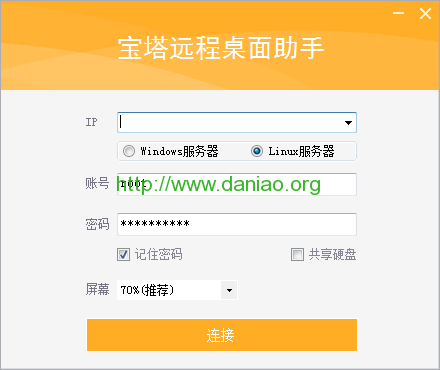 宝塔远程桌面助手
IP
Windows服务器 Linux服务器
账号 root
http://www.daniao.org
密码 **********
记住密码 共享硬盘
屏幕 70%(推荐)
连接